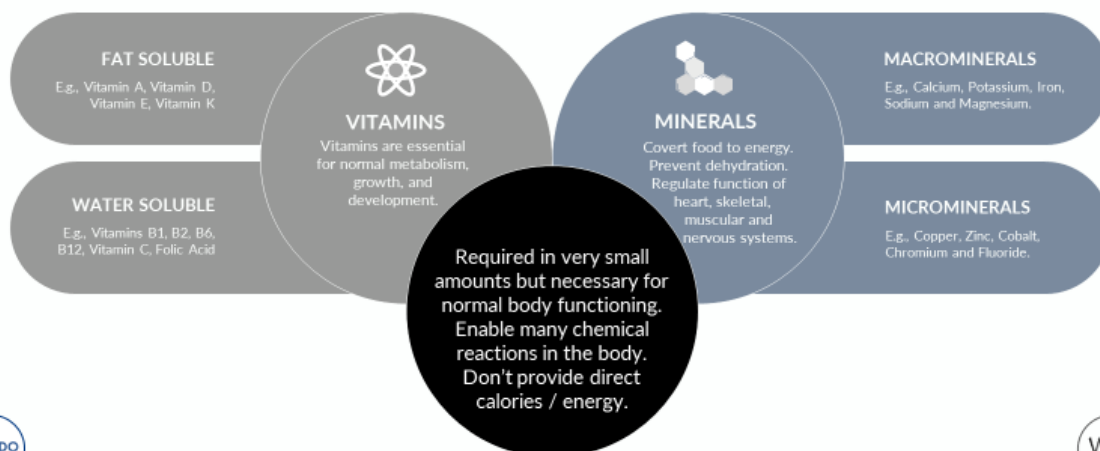 FAT SOLUBLE
E.g., Vitamin A, Vitamin D,
Vitamin E, Vitamin K
WATER SOLUBLE
E.g., Vitamins B1, B2, B6,
B12, Vitamin C, Folic Acid
VITAMINS
Vitamins are essential
for normal metabolism,
growth, and
development.
MINERALS
Covert food to energy.
Prevent dehydration.
Regulate function of
heart, skeletal,
muscular and
nervous systems.
MACROMINERALS
E.g., Calcium, Potassium, Iron,
Sodium and Magnesium.
MICROMINERALS
E.g., Copper, Zinc, Cobalt,
Chromium and Fluoride.
Required in very small
amounts but necessary for
normal body functioning.
Enable many chemical
reactions in the body.
Don't provide direct
calories / energy.